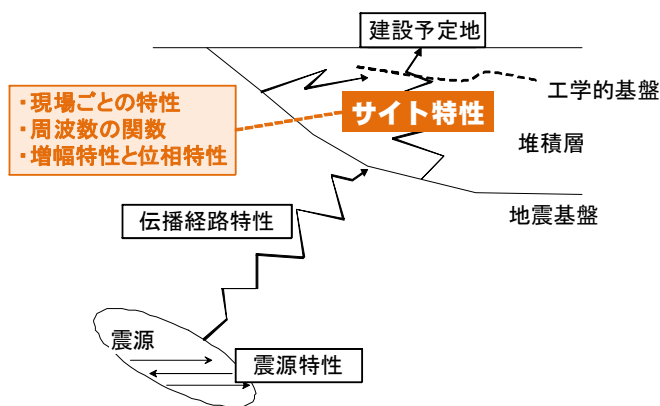 建設予定地
・現場ごとの特性
・周波数の関数
・増幅特性と位相特性
サイト特性
工学的基盤
堆積層
地震基盤
伝播経路特性
震源
震源特性